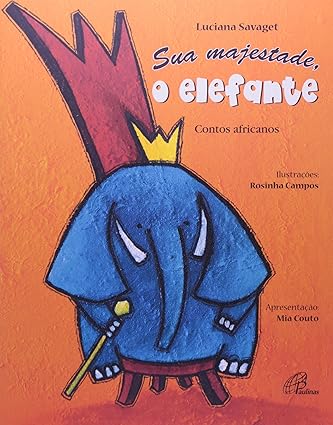 Luciana Savaget
Sua majestade,
o elefante
Contos africanos
Ilustrações:
Rosinha Campos
Apresentação:
Mia Couto
Paulinas